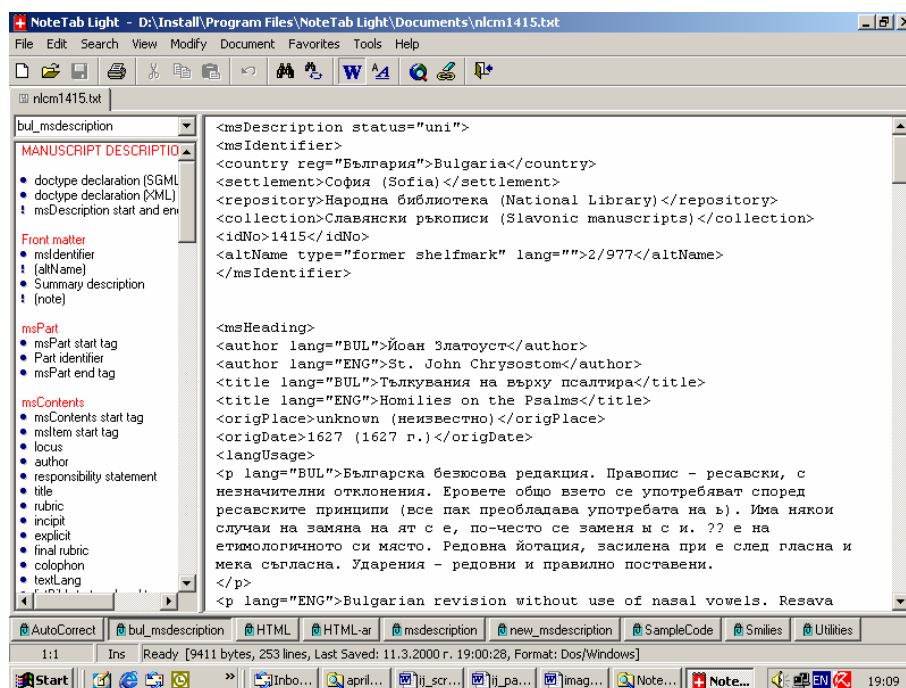 NoteTab Light - D:\Install\Program Files\NoteTab Light\Documents\nlcm1415.txt
File Edit Search View Modify Document Favorites Tools Help
nlcm1415.txt
bul_msdescription
MANUSCRIPT DESCRIPTIO
doctype declaration (SGML
doctype declaration (XML)
! msDescription start and en
Front matter
msIdentifier
! (altName)
Summary description
! (note)
msPart
msPart start tag
Part identifier
msPart end tag
msContents
msContents start tag
msItem start tag
locus
author
responsibility statement
title
rubric
incipit
explicit
final rubric
colophon
textLang
<msDescription status="uni">
<msIdentifier>
<country reg="България">Bulgaria</country>
<settlement>София (Sofia)</settlement>
<repository>Народна библиотека (National Library)</repository>
<collection>Славянски ръкописи (Slavonic manuscripts)</collection>
<idNo>1415</idNo>
<altName type="former shelfmark" lang="">2/977</altName>
</msIdentifier>
<msHeading>
<author lang="BUL">Йоан Златоуст</author>
<author lang="ENG">St. John Chrysostom</author>
<title lang="BUL">Тълкувания на върху псалтира</title>
<title lang="ENG">Homilies on the Psalms</title>
<origPlace>unknown (неизвестно)</origPlace>
<origDate>1627 (1627 г.)</origDate>
<langUsage>
<p lang="BUL">Българска безюсова редакция. Правопис - ресавски, с
незначителни отклонения. Еровете общо взето се употребяват според
ресавските принципи (все пак преобладава употребата на ь). Има някои
случаи на замяна на ят с е, по-често се заменя ы с и. ?? е на
етимологичното си място. Редовна йотация, засилена при е след гласна и
мека съгласна. Ударения - редовни и правилно поставени.
</p>
<p lang="ENG">Bulgarian revision without use of nasal vowels. Resava
AutoCorrect bul_msdescription HTML HTML-ar msdescription new_msdescription SampleCode Smilies Utilities
1:1 Ins Ready [9411 bytes, 253 lines, Last Saved: 11.3.2000 г. 19:00:28, Format: Dos/Windows]
Start » Inbo... april... ij_scr... ij_pa... imag... Note... Note... EN 19:09